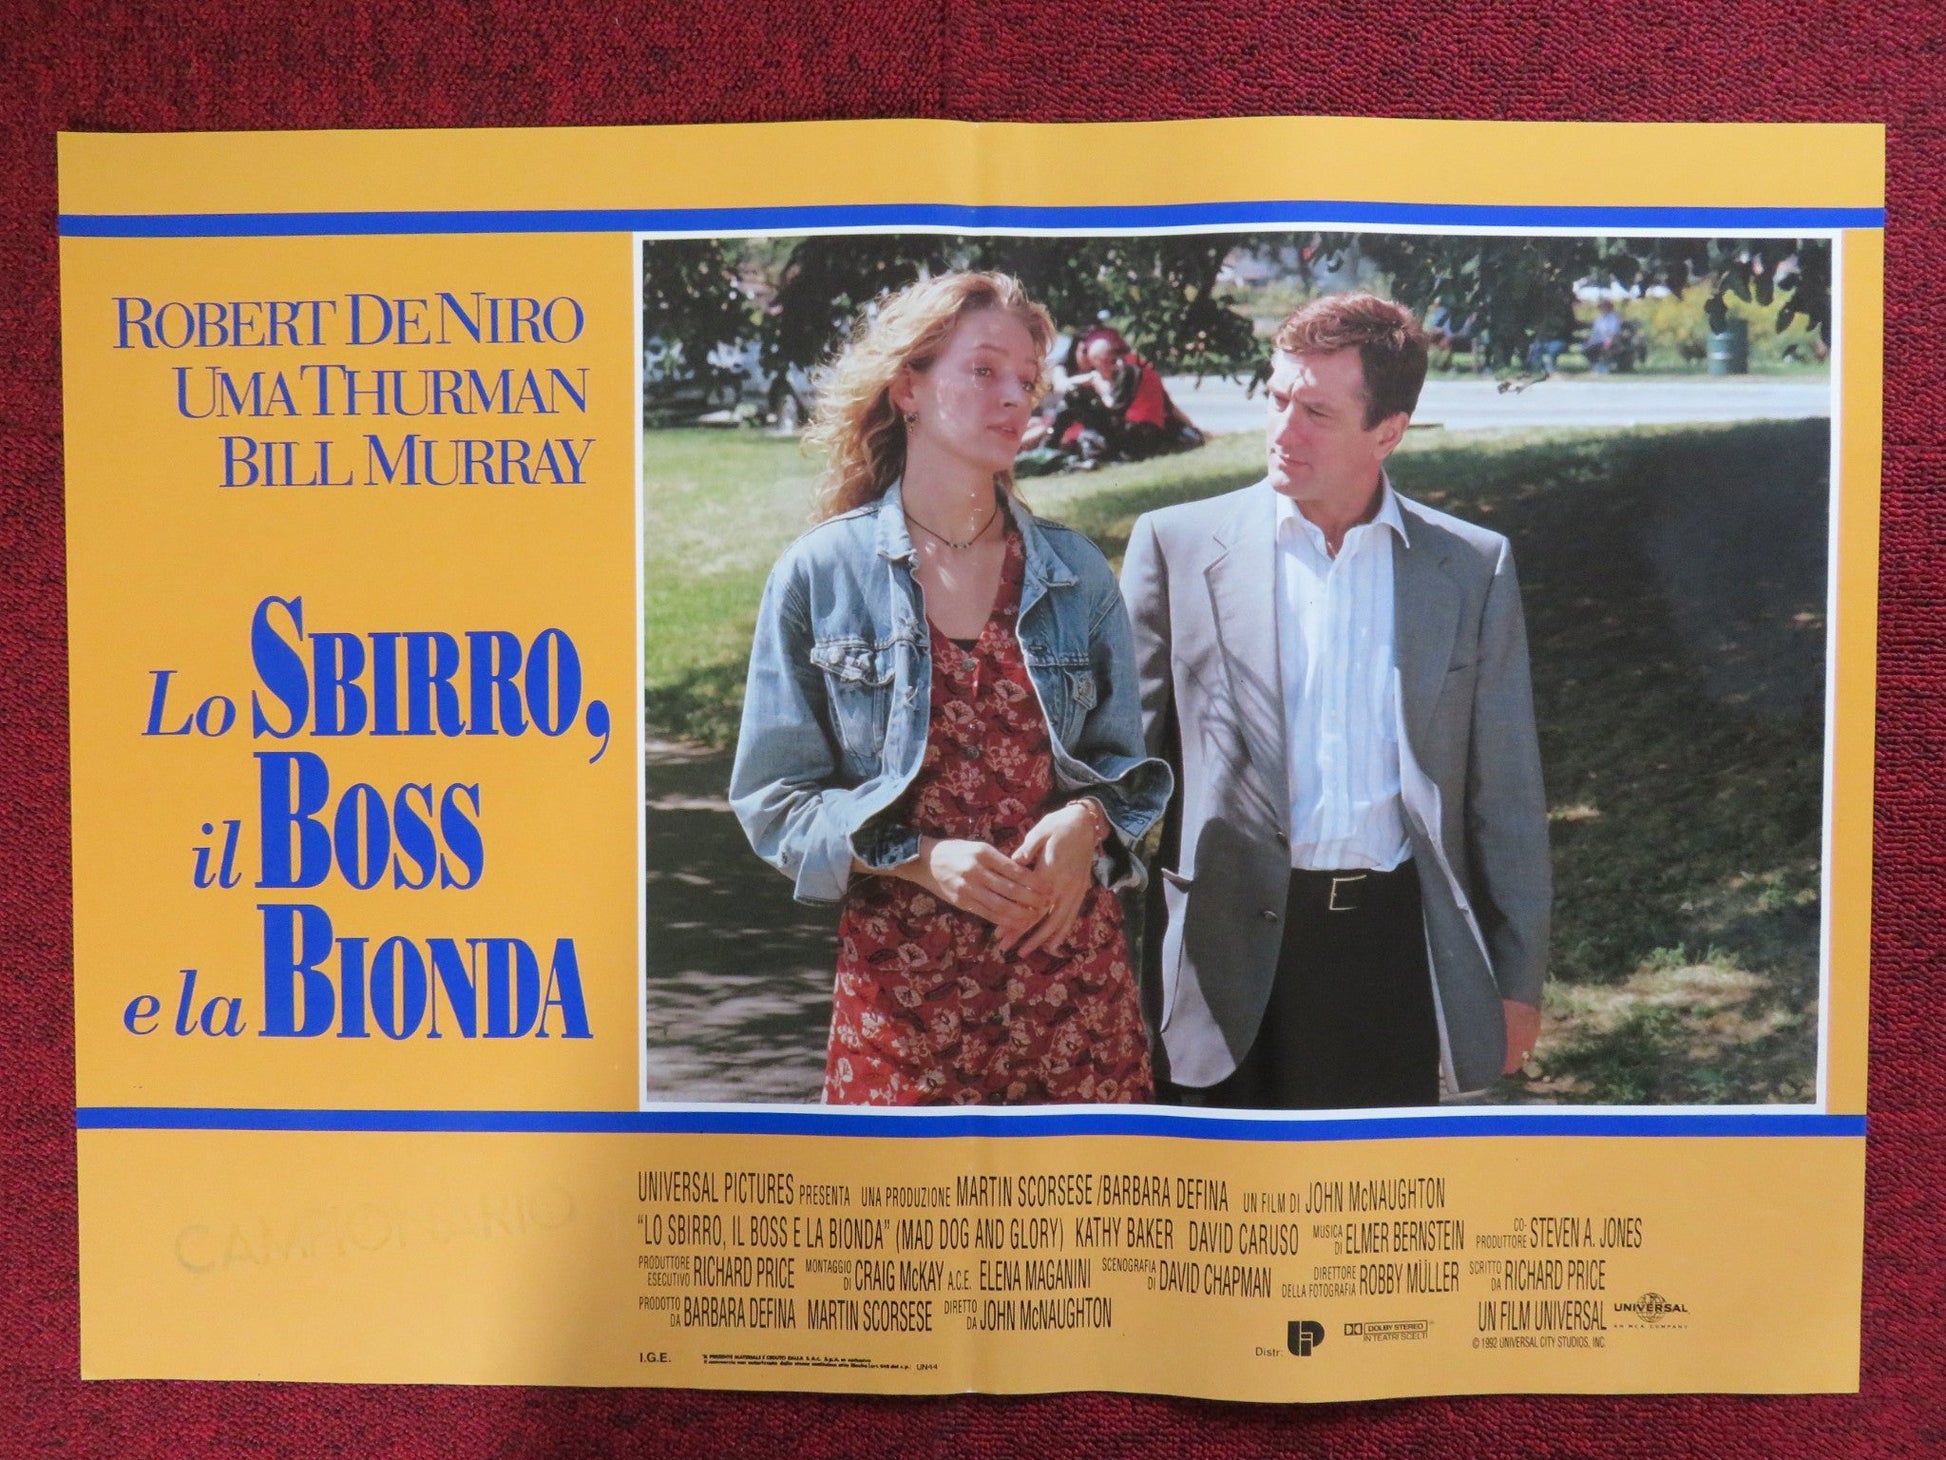 ROBERT DE NIRO
UMA THURMAN
BILL MURRAY
Lo SBIRRO,
il BOSS
e la BIONDA
CAMPIONARIO
UNIVERSAL PICTURES PRESENTA UNA PRODUZIONE MARTIN SCORSESE/BARBARA DEFINA UN FILM DI JOHN McNAUGHTON
"LO SBIRRO, IL BOSS E LA BIONDA" (MAD DOG AND GLORY) KATHY BAKER DAVID CARUSO MUSICA DI ELMER BERNSTEIN CO-PRODUTTORE STEVEN A. JONES
PRODUTTORE ESECUTIVO RICHARD PRICE MONTAGGIO DI CRAIG McKAY A.C.E. ELENA MAGANINI SCENOGRAFIA DI DAVID CHAPMAN DIRETTORE DELLA FOTOGRAFIA ROBBY MÜLLER SCRITTO DA RICHARD PRICE
PRODOTTO DA BARBARA DEFINA MARTIN SCORSESE DIRETTO DA JOHN McNAUGHTON UN FILM UNIVERSAL UNIVERSAL
AN MCA COMPANY
© 1992 UNIVERSAL CITY STUDIOS, INC.
Distr: DOLBY STEREO
IN TEATRI SCELTI
I.G.E.
UN44